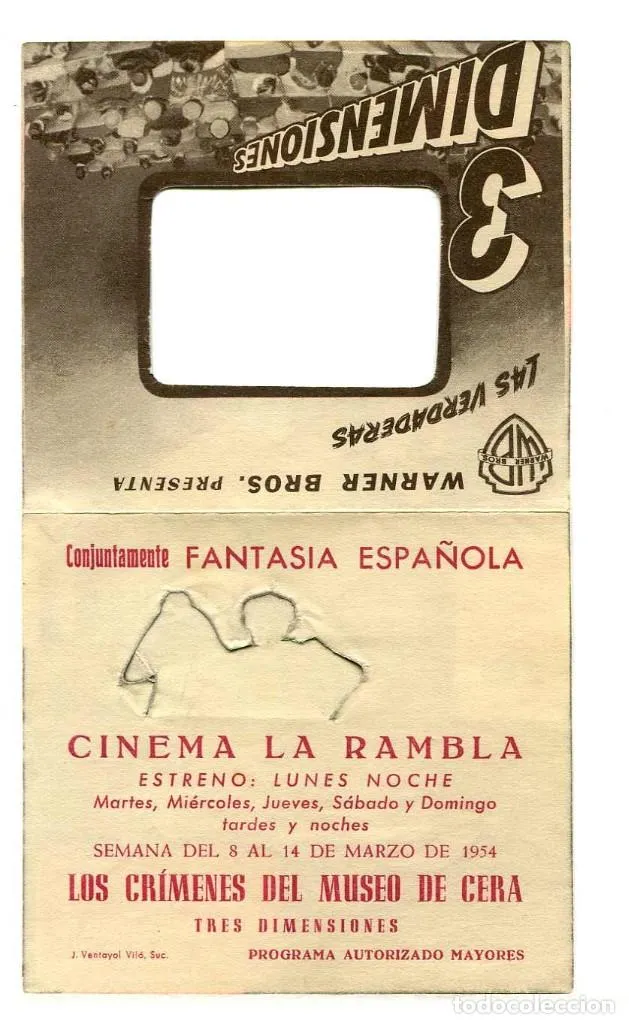 3
DIMENSIONES
LAS VERDADERAS
WARNER BROS.
WB
WARNER BROS. PRESENTA
Conjuntamente FANTASIA ESPAÑOLA
CINEMA LA RAMBLA
ESTRENO: LUNES NOCHE
Martes, Miércoles, Jueves, Sábado y Domingo
tardes y noches
SEMANA DEL 8 AL 14 DE MARZO DE 1954
LOS CRÍMENES DEL MUSEO DE CERA
TRES DIMENSIONES
J. Ventayol Vilá, Suc.
PROGRAMA AUTORIZADO MAYORES
todocoleccion